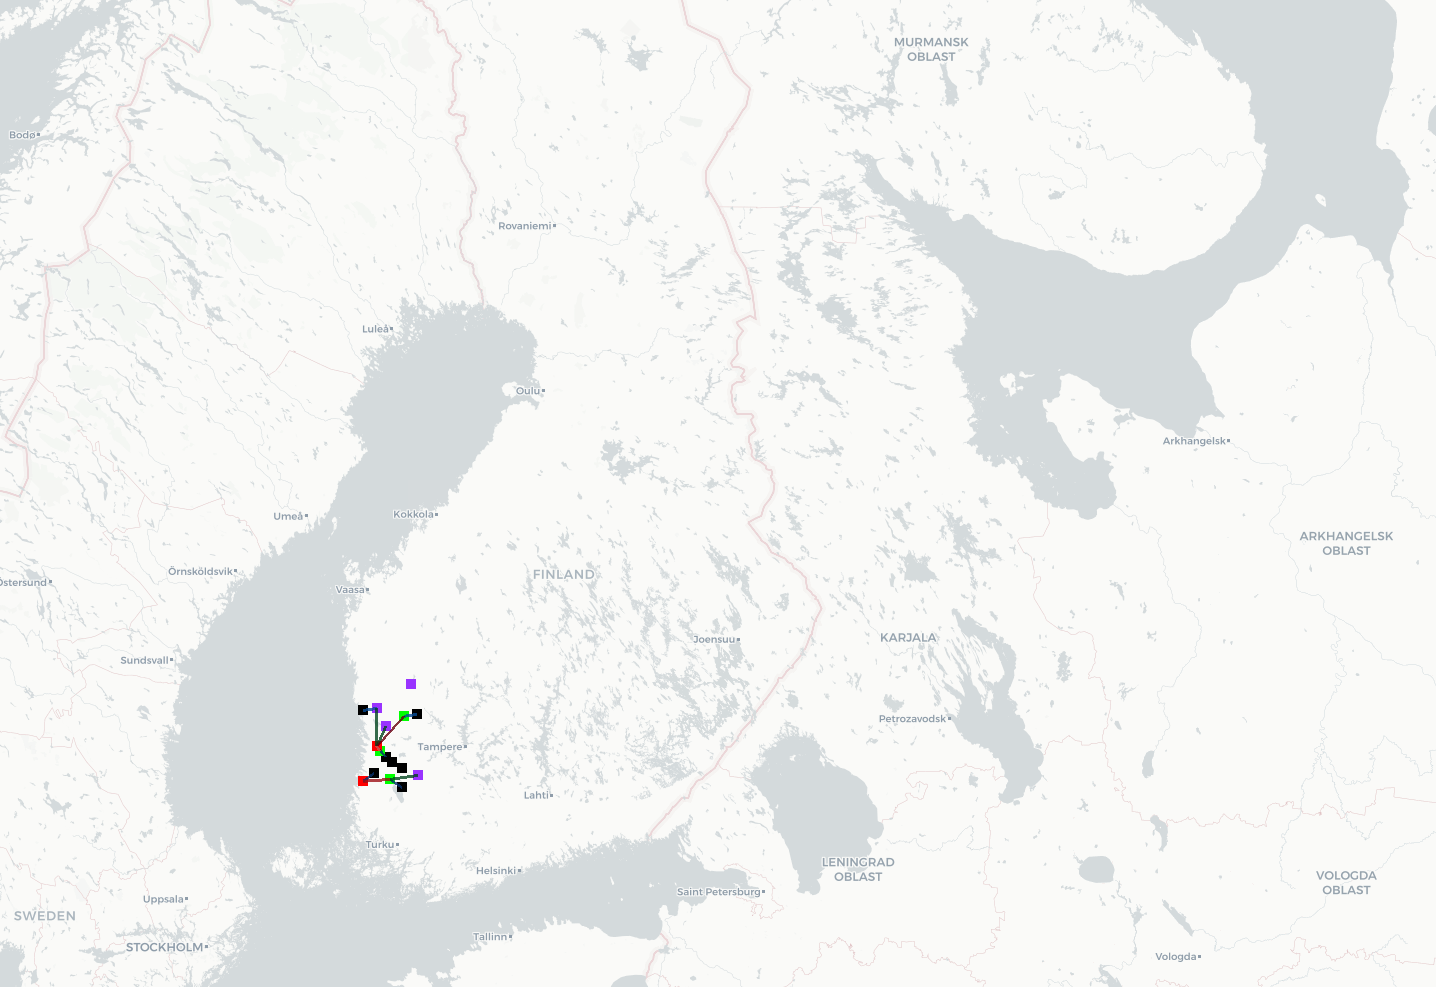 MURMANSK
OBLAST
Bodø
Rovaniemi
Luleå
Oulu
Arkhangelsk
Umeå
Kokkola
ARKHANGELSK
OBLAST
Örnsköldsvik
FINLAND
Östersund
Vaasa
Joensuu
KARJALA
Sundsvall
Petrozavodsk
Tampere
Lahti
Turku
LENINGRAD
OBLAST
Helsinki
VOLOGDA
OBLAST
Saint Petersburg
Uppsala
SWEDEN
Tallinn
STOCKHOLM
Vologda